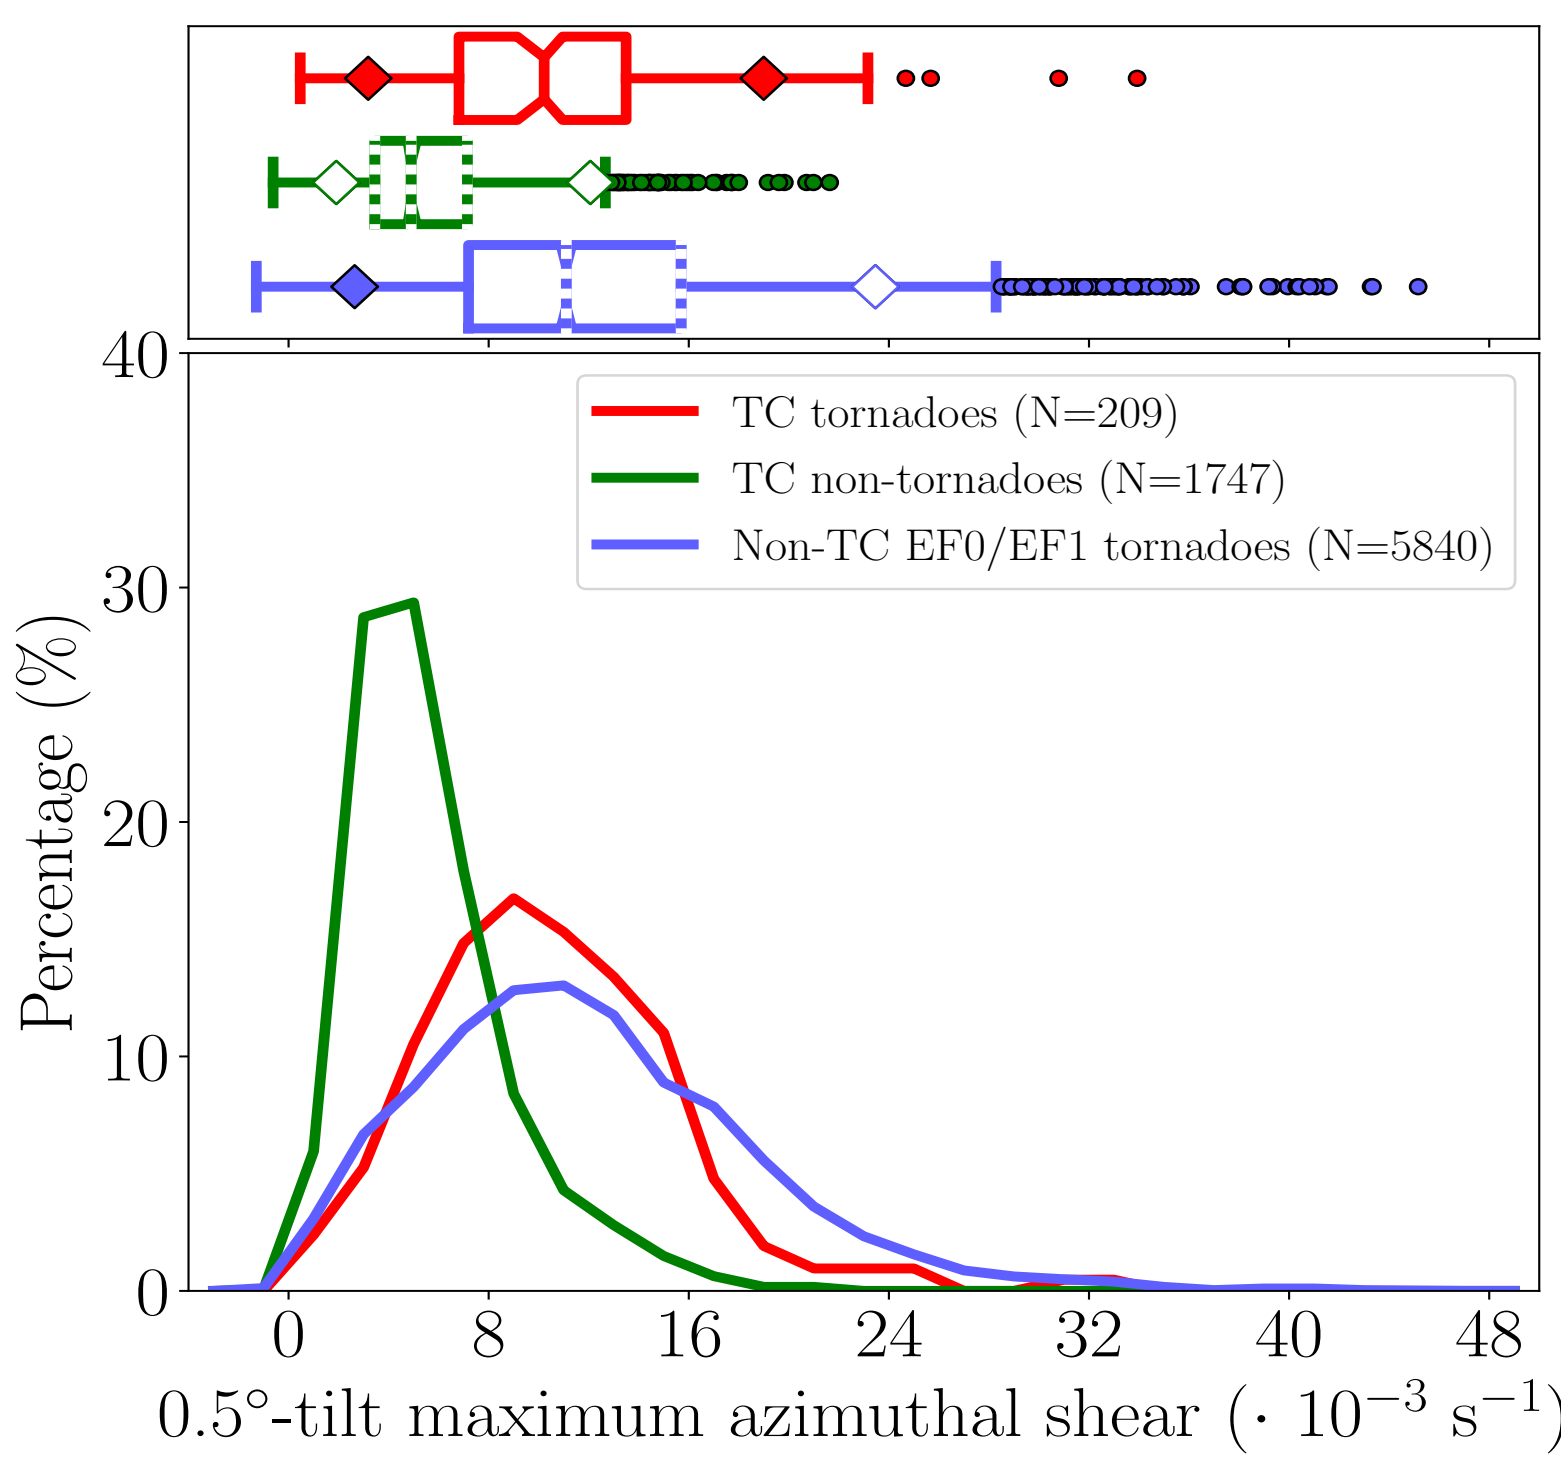 TC tornadoes (N=209)
TC non-tornadoes (N=1747)
Non-TC EF0/EF1 tornadoes (N=5840)
Percentage (%)
40
30
20
10
0
0 8 16 24 32 40 48
0.5°-tilt maximum azimuthal shear (· 10⁻³ s⁻¹)